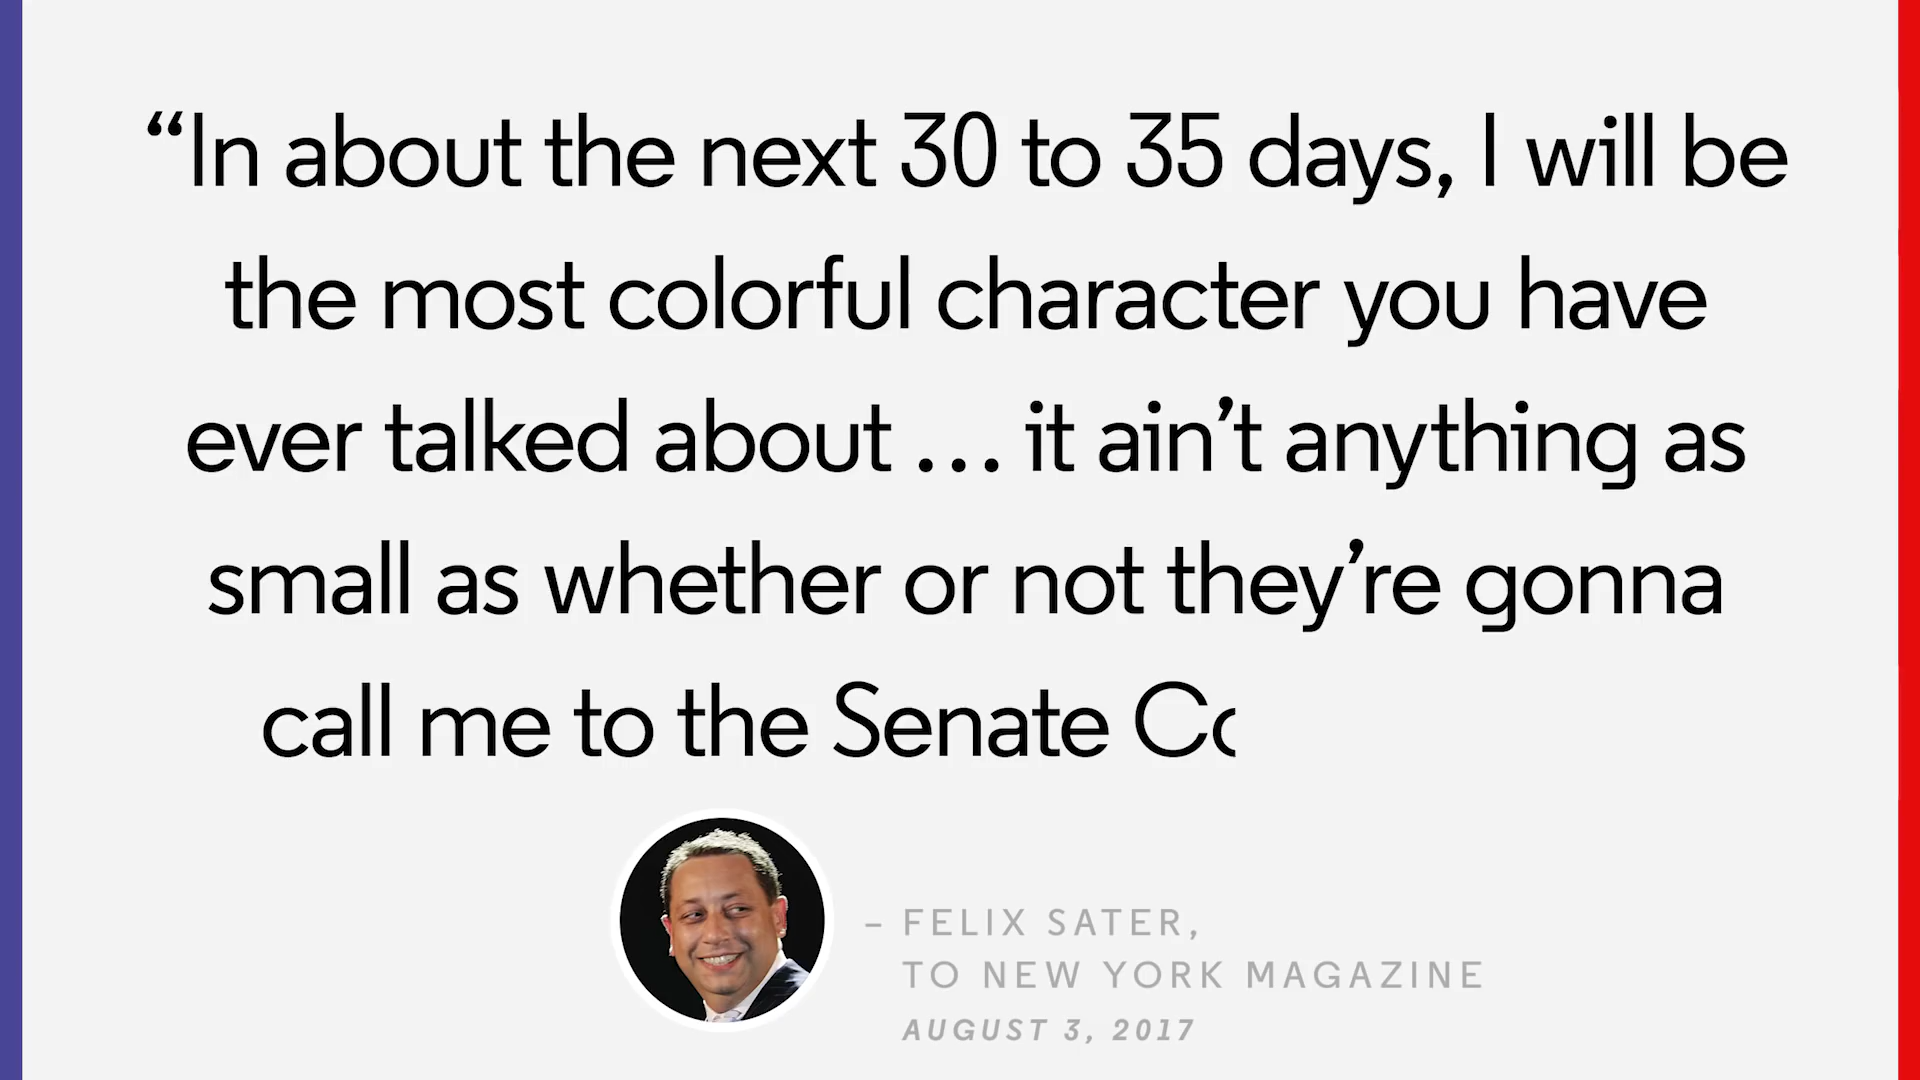 “In about the next 30 to 35 days, I will be
the most colorful character you have
ever talked about … it ain’t anything as
small as whether or not they’re gonna
call me to the Senate
– FELIX SATER,
TO NEW YORK MAGAZINE
AUGUST 3, 2017